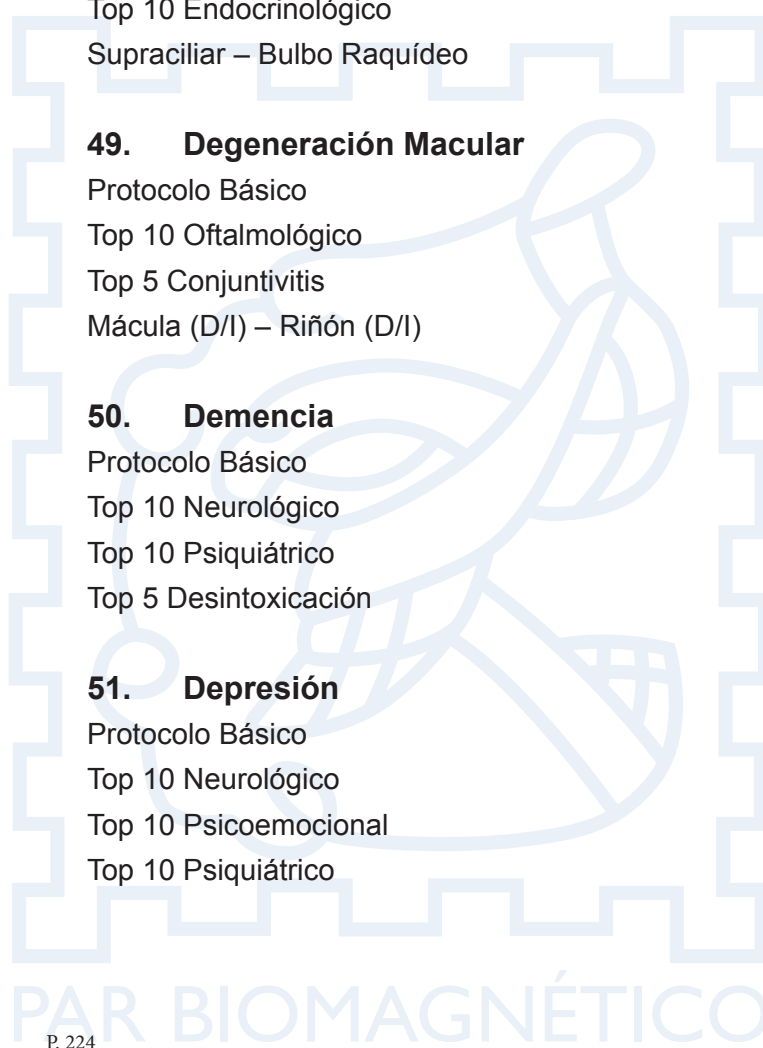 Top 10 Endocrinológico
Supraciliar – Bulbo Raquídeo
49. Degeneración Macular
Protocolo Básico
Top 10 Oftalmológico
Top 5 Conjuntivitis
Mácula (D/I) – Riñón (D/I)
50. Demencia
Protocolo Básico
Top 10 Neurológico
Top 10 Psiquiátrico
Top 5 Desintoxicación
51. Depresión
Protocolo Básico
Top 10 Neurológico
Top 10 Psicoemocional
Top 10 Psiquiátrico
PAR BIOMAGNÉTICO
P. 224